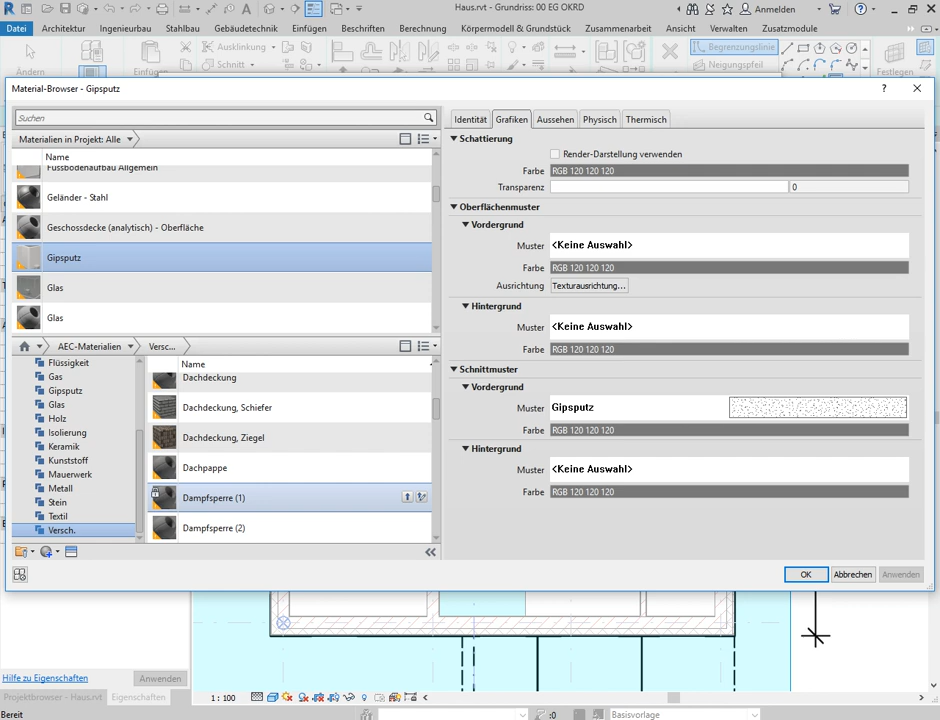 Haus.rvt - Grundriss: 00 EG OKRD
Anmelden
Datei Architektur Ingenieurbau Stahlbau Gebäudetechnik Einfügen Beschriften Berechnung Körpermodell & Grundstück Zusammenarbeit Ansicht Verwalten Zusatzmodule
Ausklinkung
Begrenzungslinie
Schnitt
Neigungspfeil
Ändern
Einfügen
Festlegen
Material-Browser - Gipsputz
Suchen
Materialien in Projekt: Alle
Name
Fussbodenaufbau Allgemein
Geländer - Stahl
Geschossdecke (analytisch) - Oberfläche
Gipsputz
Glas
Glas
AEC-Materialien
Versc...
Flüssigkeit
Gas
Gipsputz
Glas
Holz
Isolierung
Keramik
Kunststoff
Mauerwerk
Metall
Stein
Textil
Versch.
Name
Dachdeckung
Dachdeckung, Schiefer
Dachdeckung, Ziegel
Dachpappe
Dampfsperre (1)
Dampfsperre (2)
Identität Grafiken Aussehen Physisch Thermisch
Schattierung
Render-Darstellung verwenden
Farbe RGB 120 120 120
Transparenz 0
Oberflächenmuster
Vordergrund
Muster <Keine Auswahl>
Farbe RGB 120 120 120
Ausrichtung Texturausrichtung...
Hintergrund
Muster <Keine Auswahl>
Farbe RGB 120 120 120
Schnittmuster
Vordergrund
Muster Gipsputz
Farbe RGB 120 120 120
Hintergrund
Muster <Keine Auswahl>
Farbe RGB 120 120 120
OK Abbrechen Anwenden
Hilfe zu Eigenschaften
Anwenden
Projektbrowser - Haus.rvt Eigenschaften
1 : 100
Bereit
:0
Basisvorlage